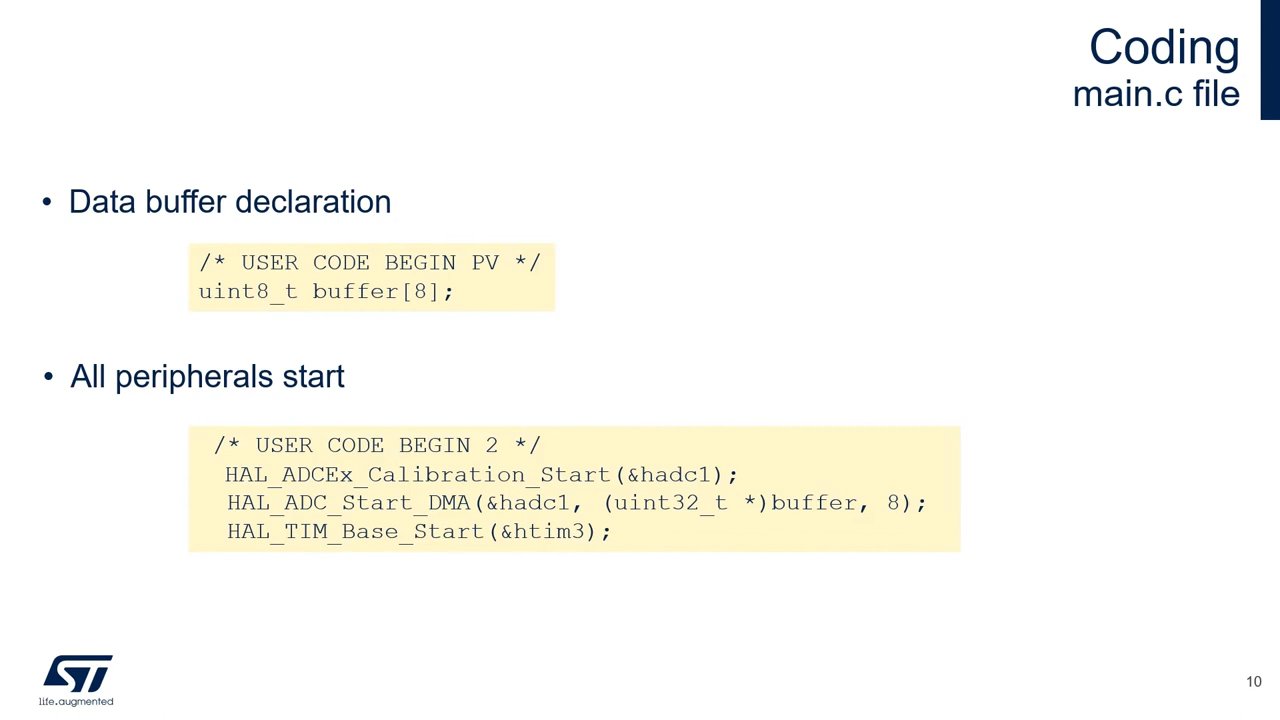 Coding
main.c file
• Data buffer declaration
/* USER CODE BEGIN PV */
uint8_t buffer[8];
• All peripherals start
/* USER CODE BEGIN 2 */
HAL_ADCEx_Calibration_Start(&hadc1);
HAL_ADC_Start_DMA(&hadc1, (uint32_t *)buffer, 8);
HAL_TIM_Base_Start(&htim3);
ST
life.augmented
10